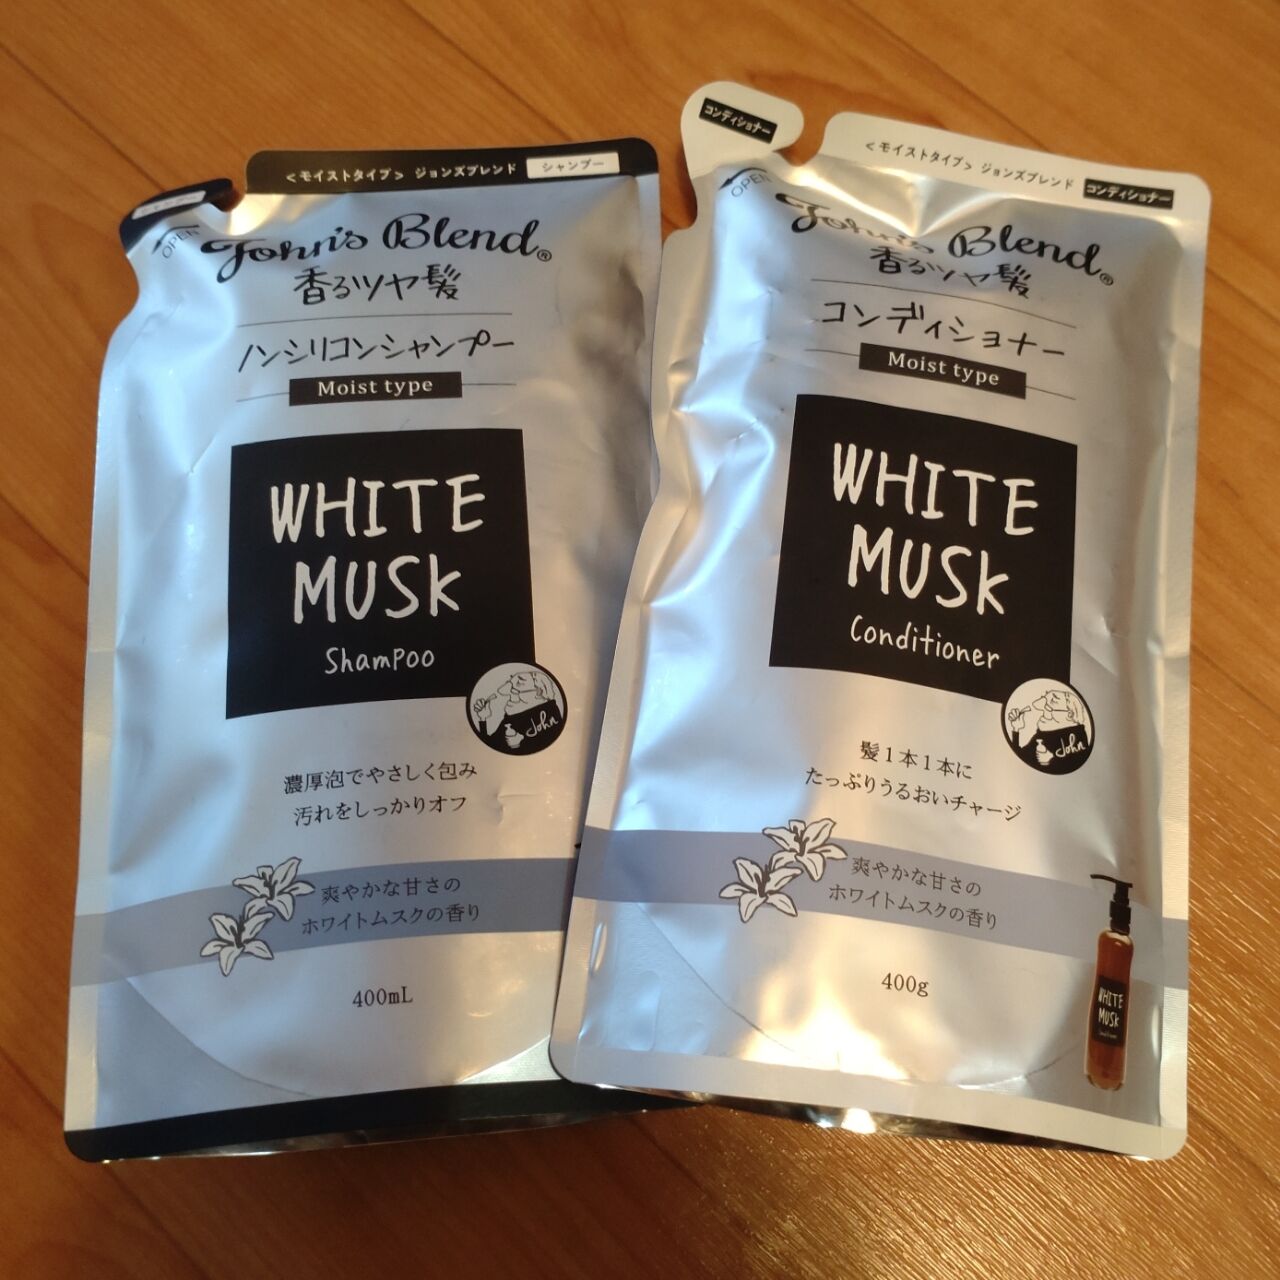 <モイストタイプ> ジョンズブレンド シャンプー
シャンプー
OPEN
John's Blend®
香るツヤ髪
ノンシリコンシャンプー
Moist type
WHITE
MUSK
Shampoo
John
濃厚泡でやさしく包み
汚れをしっかりオフ
爽やかな甘さの
ホワイトムスクの香り
400mL
コンディショナー
<モイストタイプ> ジョンズブレンド コンディショナー
OPEN
John's Blend®
香るツヤ髪
コンディショナー
Moist type
WHITE
MUSK
Conditioner
John
髪1本1本に
たっぷりうるおいチャージ
爽やかな甘さの
ホワイトムスクの香り
400g
WHITE
MUSK
Conditioner